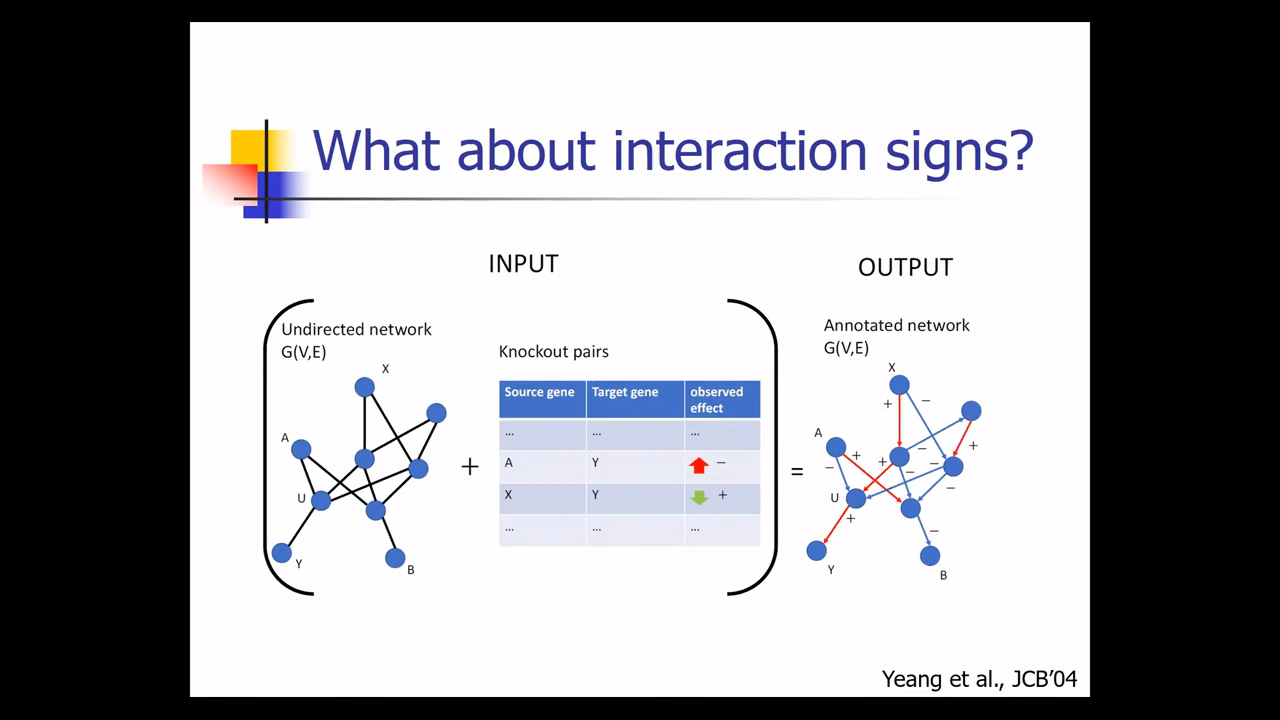 What about interaction signs?
INPUT
OUTPUT
Undirected network
G(V,E)
X
A
U
Y
B
+
Knockout pairs
Source gene Target gene observed effect
... ... ...
A Y −
X Y +
... ... ...
=
Annotated network
G(V,E)
X
+ −
A
+
− + + − −
− −
U
+
−
Y
B
Yeang et al., JCB'04